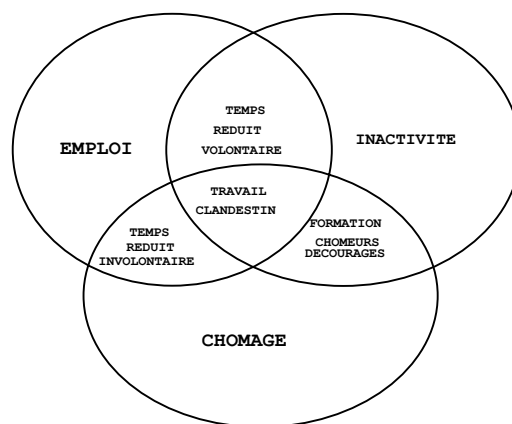 TEMPS
REDUIT
VOLONTAIRE
EMPLOI
INACTIVITE
TRAVAIL
CLANDESTIN
TEMPS
REDUIT
INVOLONTAIRE
FORMATION
CHOMEURS
DECOURAGES
CHOMAGE